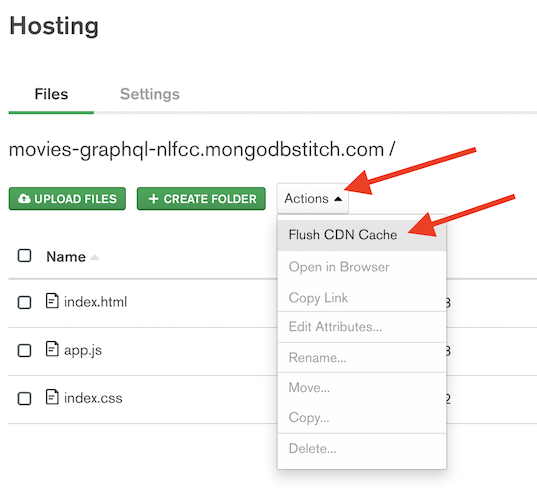 Hosting
Files Settings
movies-graphql-nlfcc.mongodbstitch.com /
UPLOAD FILES + CREATE FOLDER Actions
Flush CDN Cache
Name
Open in Browser
index.html 3
Copy Link
Edit Attributes...
app.js 3
Rename...
Move...
index.css 2
Copy...
Delete...